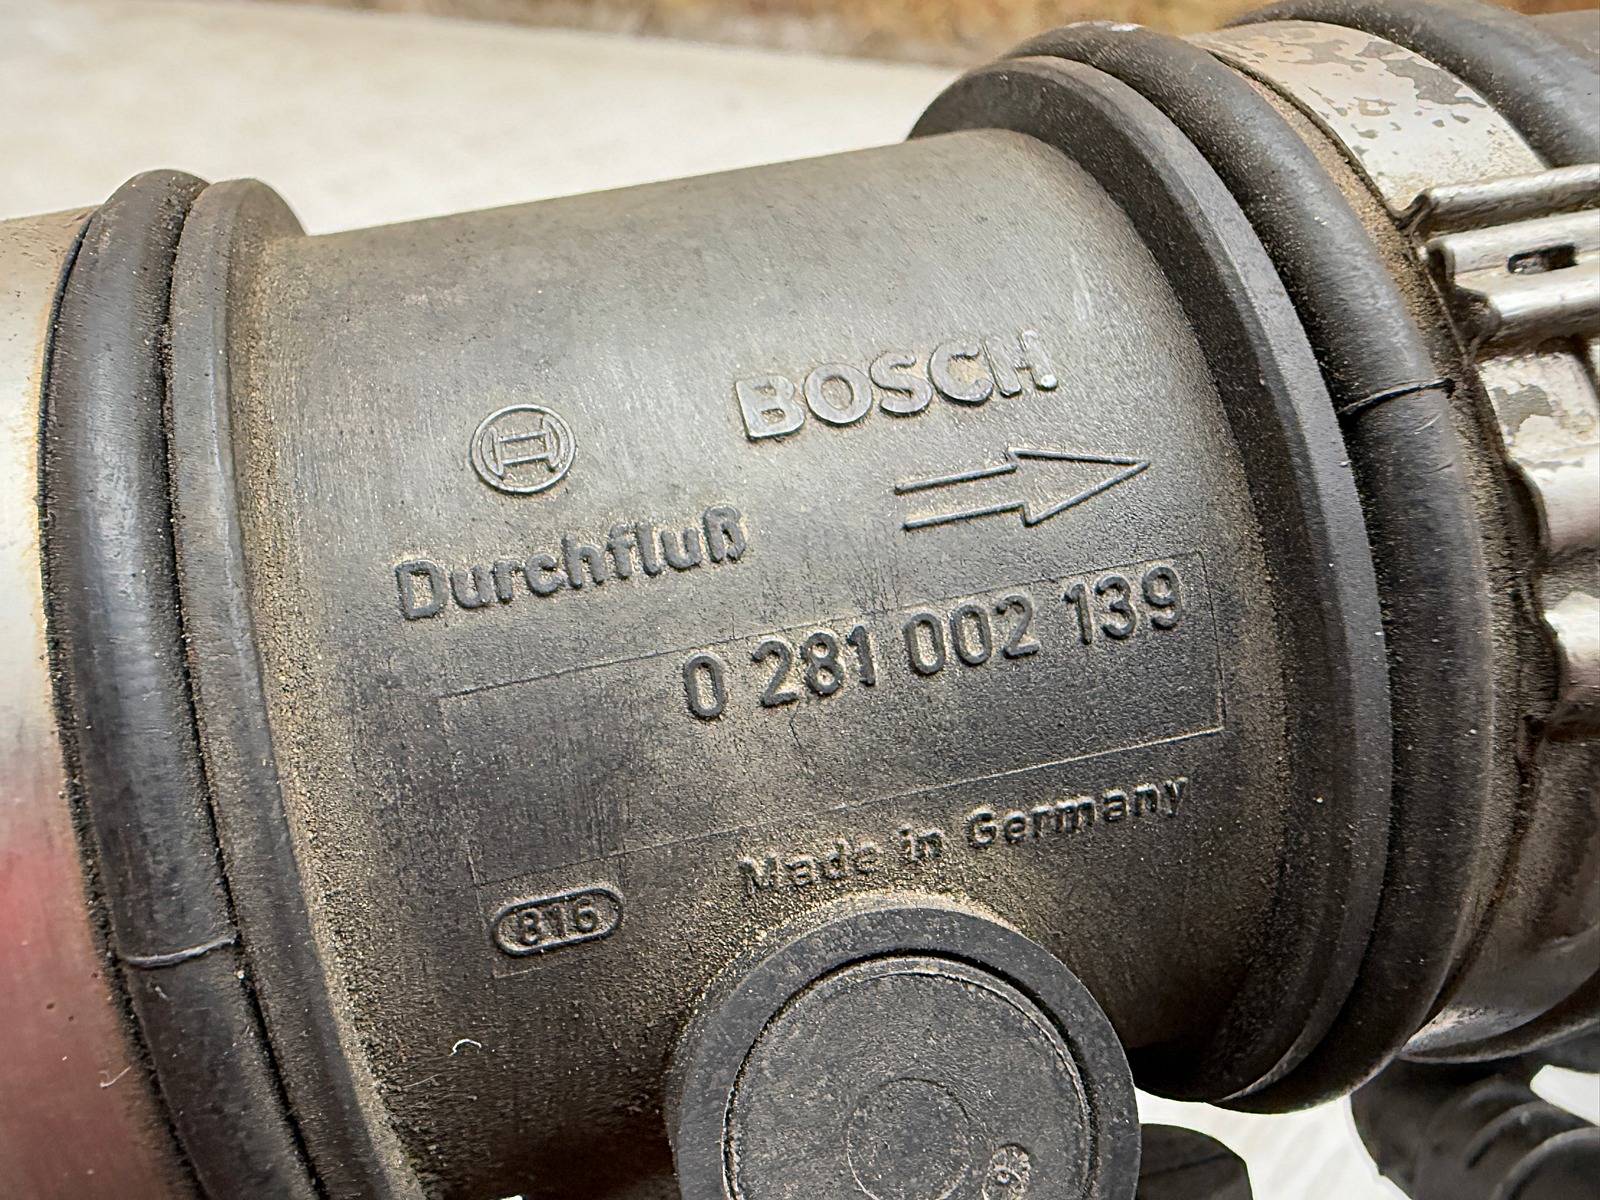 BOSCH
Durchfluß
0 281 002 139
Made in Germany
816